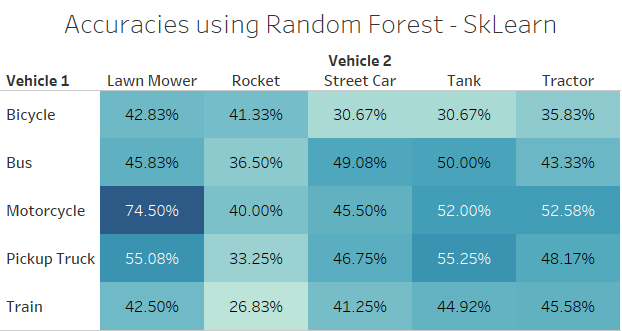 Accuracies using Random Forest - SkLearn
Vehicle 2
Vehicle 1 Lawn Mower Rocket Street Car Tank Tractor
Bicycle 42.83% 41.33% 30.67% 30.67% 35.83%
Bus 45.83% 36.50% 49.08% 50.00% 43.33%
Motorcycle 74.50% 40.00% 45.50% 52.00% 52.58%
Pickup Truck 55.08% 33.25% 46.75% 55.25% 48.17%
Train 42.50% 26.83% 41.25% 44.92% 45.58%